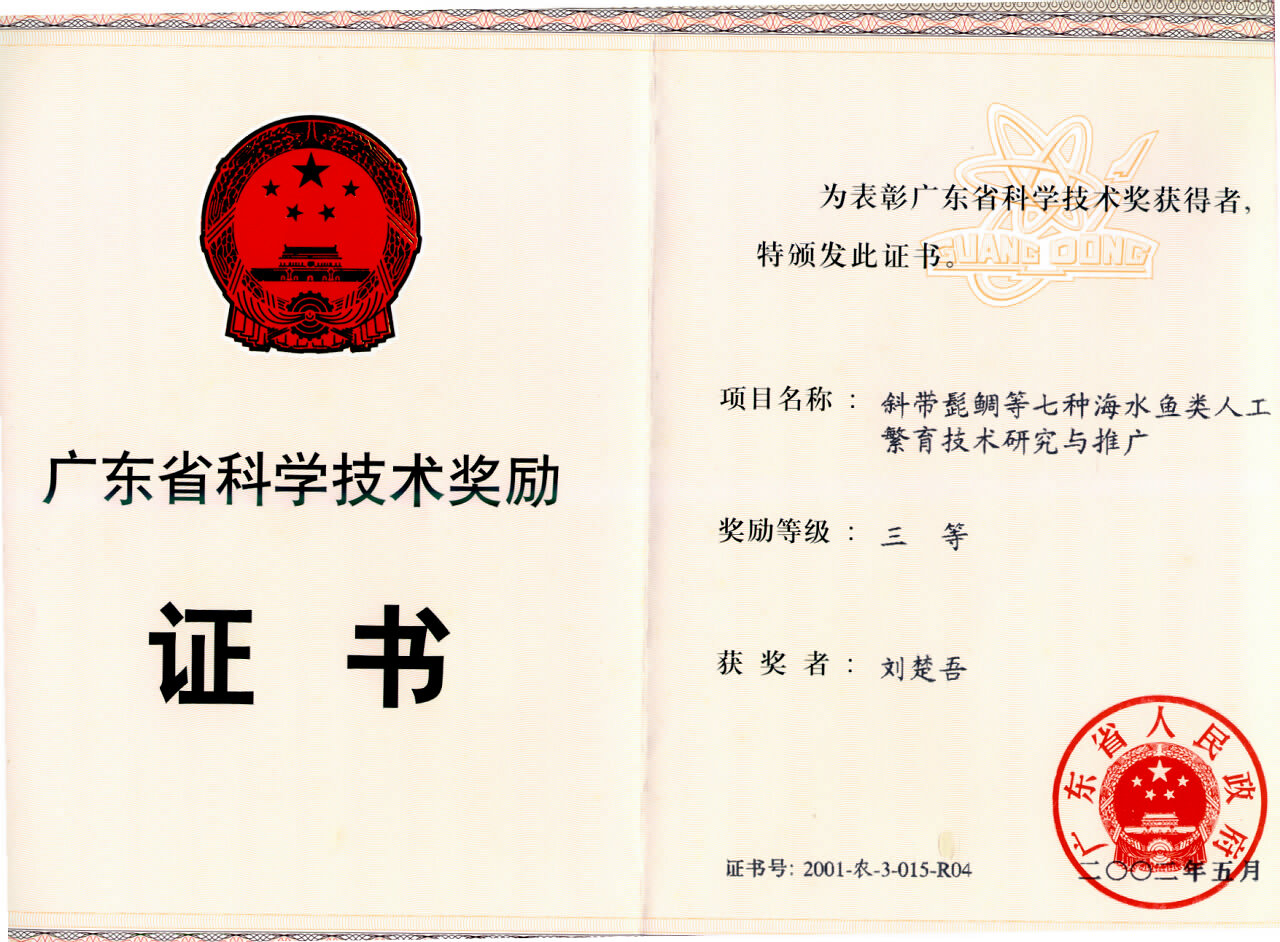 广东省科学技术奖励
证书
为表彰广东省科学技术奖获得者,
特颁发此证书。
GUANG DONG
项目名称：斜带髭鲷等七种海水鱼类人工
繁育技术研究与推广
奖励等级：三 等
获奖者：刘楚吾
广东省人民政府
证书号: 2001-农-3-015-R04
二〇〇二年五月